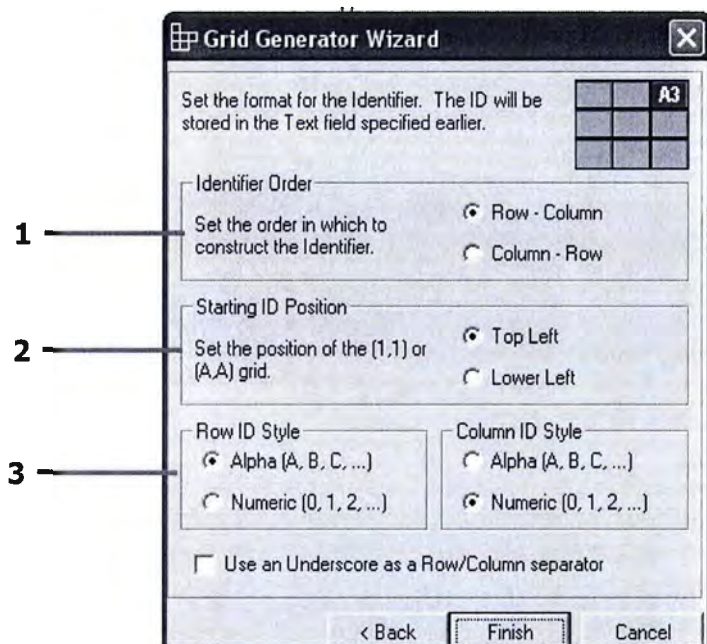 Grid Generator Wizard
Set the format for the Identifier. The ID will be
stored in the Text field specified earlier.
A3
Identifier Order
1
Set the order in which to
construct the Identifier.
Row - Column
Column - Row
Starting ID Position
2
Set the position of the (1,1) or
(A,A) grid.
Top Left
Lower Left
3
Row ID Style
Alpha (A, B, C, ...)
Numeric (0, 1, 2, ...)
Column ID Style
Alpha (A, B, C, ...)
Numeric (0, 1, 2, ...)
Use an Underscore as a Row/Column separator
< Back
Finish
Cancel